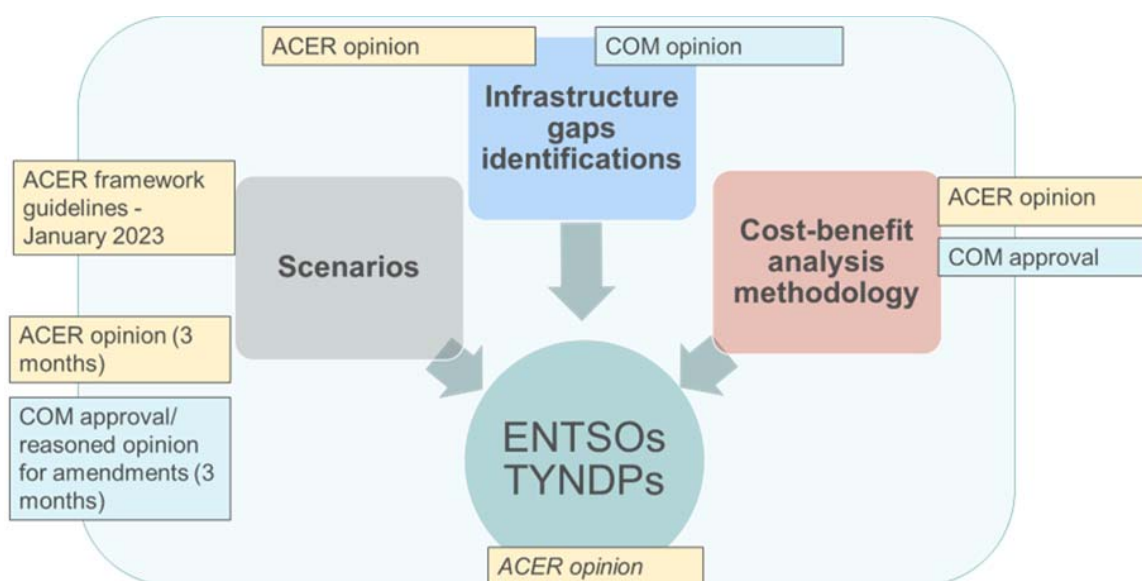 ACER opinion
COM opinion
Infrastructure
gaps
identifications
ACER framework
guidelines -
January 2023
Scenarios
ACER opinion (3
months)
COM approval/
reasoned opinion
for amendments (3
months)
Cost-benefit
analysis
methodology
ACER opinion
COM approval
ENTSOs
TYNDPs
ACER opinion